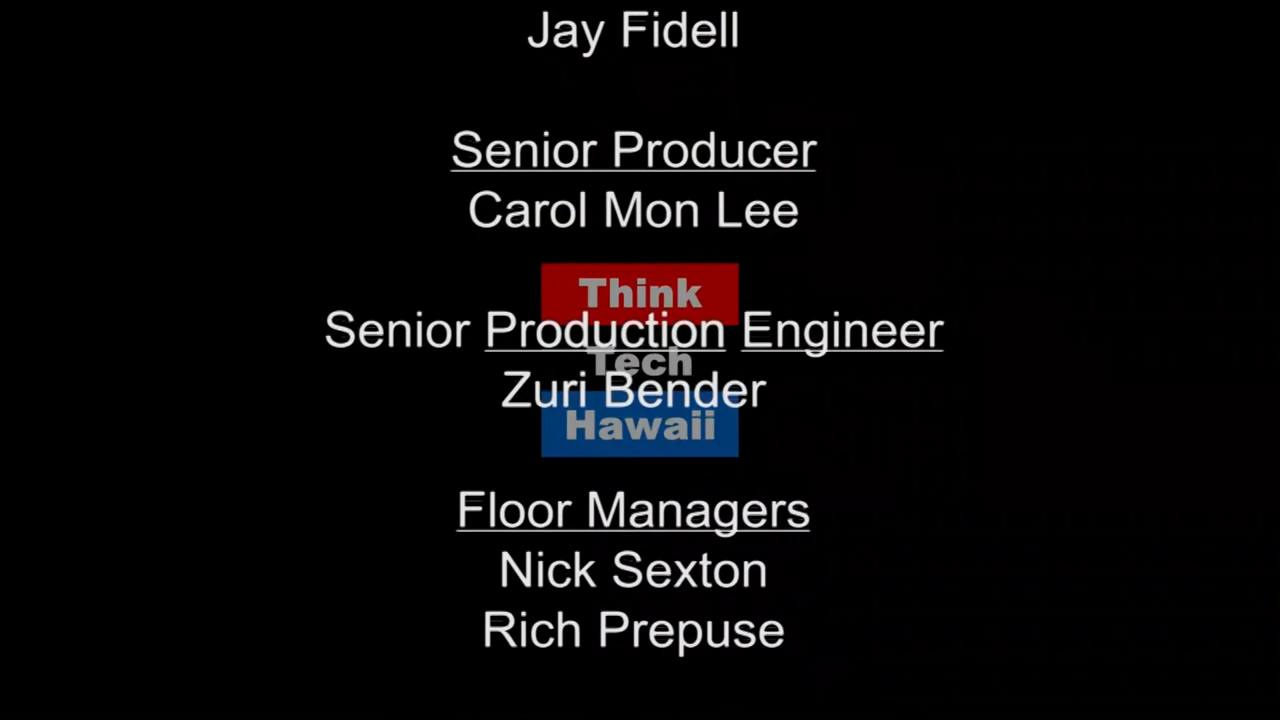 Jay Fidell
Senior Producer
Carol Mon Lee
Think
Senior Production Engineer
Tech
Zuri Bender
Hawaii
Floor Managers
Nick Sexton
Rich Prepuse